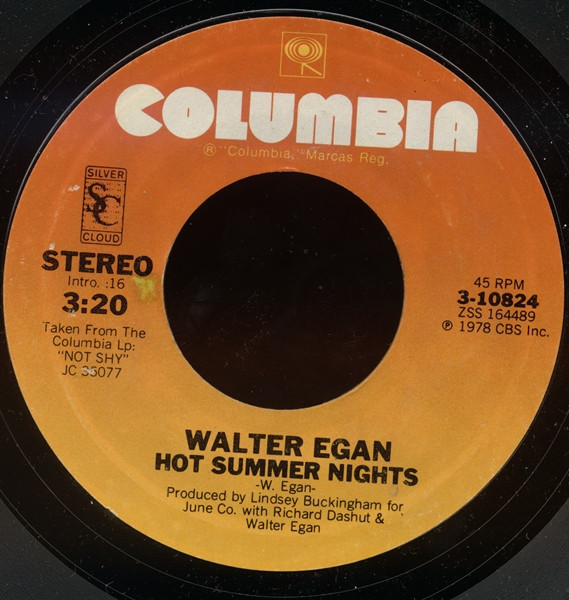 COLUMBIA
® "Columbia," Marcas Reg.
SILVER
SC
CLOUD
STEREO
Intro. :16
3:20
Taken From The
Columbia Lp:
"NOT SHY"
JC 35077
45 RPM
3-10824
ZSS 164489
℗ 1978 CBS Inc.
WALTER EGAN
HOT SUMMER NIGHTS
-W. Egan-
Produced by Lindsey Buckingham for
June Co. with Richard Dashut &
Walter Egan